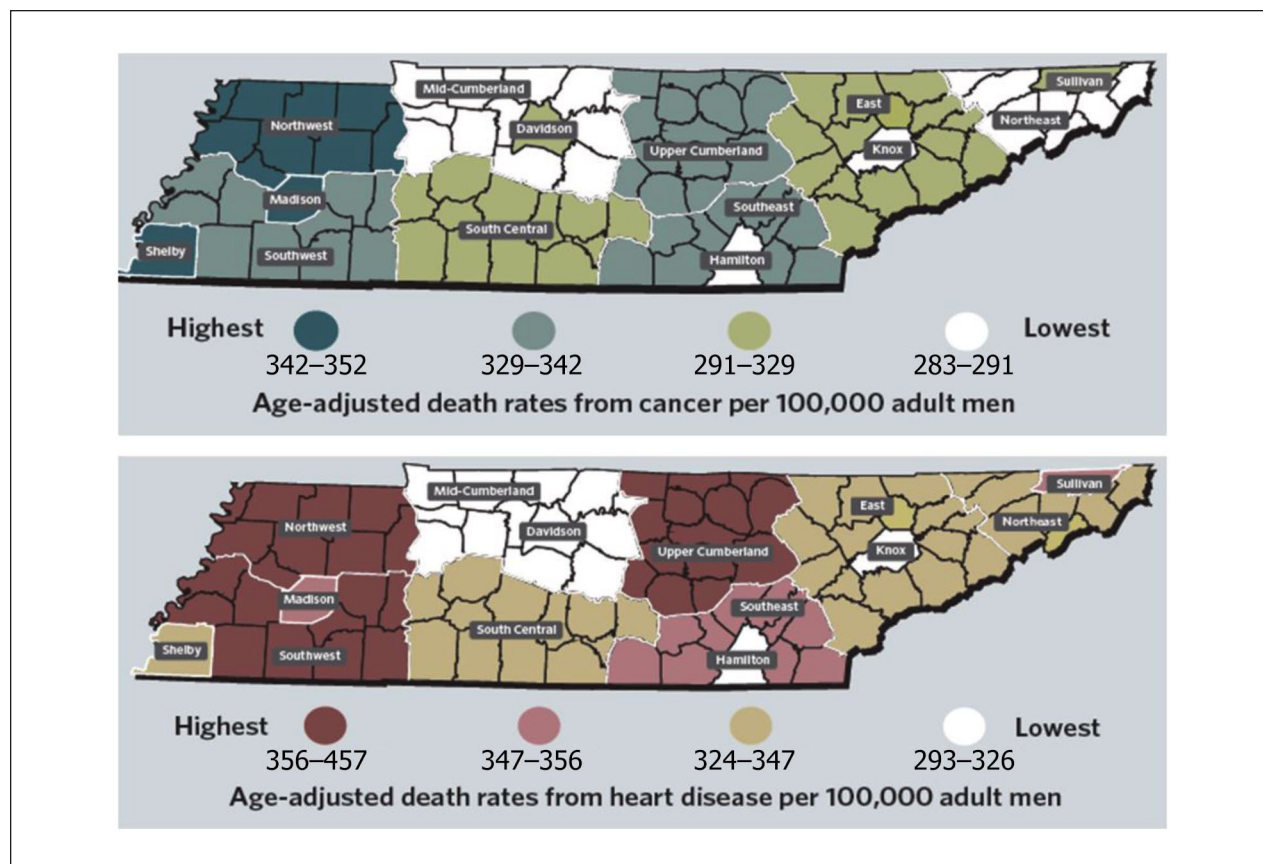 Mid-Cumberland
Sullivan
East
Northwest
Davidson
Northeast
Upper Cumberland
Knox
Madison
Southeast
South Central
Shelby
Southwest
Hamilton
Highest
Lowest
342–352
329–342
291–329
283–291
Age-adjusted death rates from cancer per 100,000 adult men
Mid-Cumberland
Sullivan
East
Northwest
Davidson
Northeast
Upper Cumberland
Knox
Madison
Southeast
South Central
Shelby
Southwest
Hamilton
Highest
Lowest
356–457
347–356
324–347
293–326
Age-adjusted death rates from heart disease per 100,000 adult men